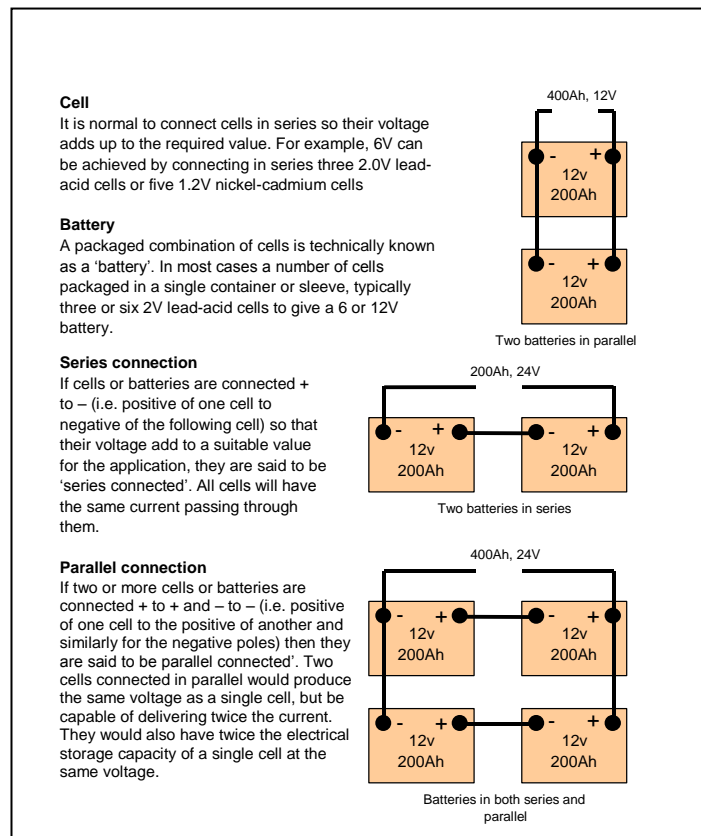 Cell
It is normal to connect cells in series so their voltage
adds up to the required value. For example, 6V can
be achieved by connecting in series three 2.0V lead-
acid cells or five 1.2V nickel-cadmium cells
Battery
A packaged combination of cells is technically known
as a ‘battery’. In most cases a number of cells
packaged in a single container or sleeve, typically
three or six 2V lead-acid cells to give a 6 or 12V
battery.
Series connection
If cells or batteries are connected +
to – (i.e. positive of one cell to
negative of the following cell) so that
their voltage add to a suitable value
for the application, they are said to be
‘series connected’. All cells will have
the same current passing through
them.
Parallel connection
If two or more cells or batteries are
connected + to + and – to – (i.e. positive
of one cell to the positive of another and
similarly for the negative poles) then they
are said to be parallel connected’. Two
cells connected in parallel would produce
the same voltage as a single cell, but be
capable of delivering twice the current.
They would also have twice the electrical
storage capacity of a single cell at the
same voltage.
400Ah, 12V
- +
12v
200Ah
- +
12v
200Ah
Two batteries in parallel
200Ah, 24V
- + - +
12v 12v
200Ah 200Ah
Two batteries in series
400Ah, 24V
- + - +
12v 12v
200Ah 200Ah
- + - +
12v 12v
200Ah 200Ah
Batteries in both series and
parallel